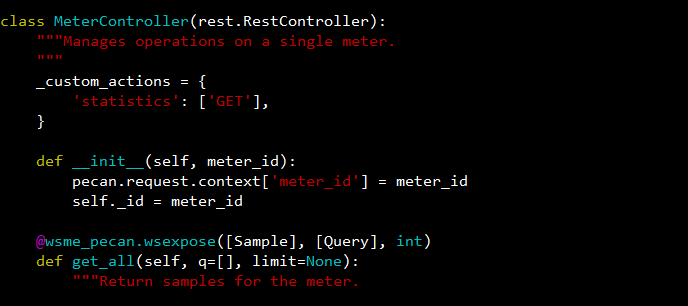 class MeterController(rest.RestController):
    """Manages operations on a single meter.
    """
    _custom_actions = {
        'statistics': ['GET'],
    }

    def __init__(self, meter_id):
        pecan.request.context['meter_id'] = meter_id
        self._id = meter_id

    @wsme_pecan.wsexpose([Sample], [Query], int)
    def get_all(self, q=[], limit=None):
        """Return samples for the meter.